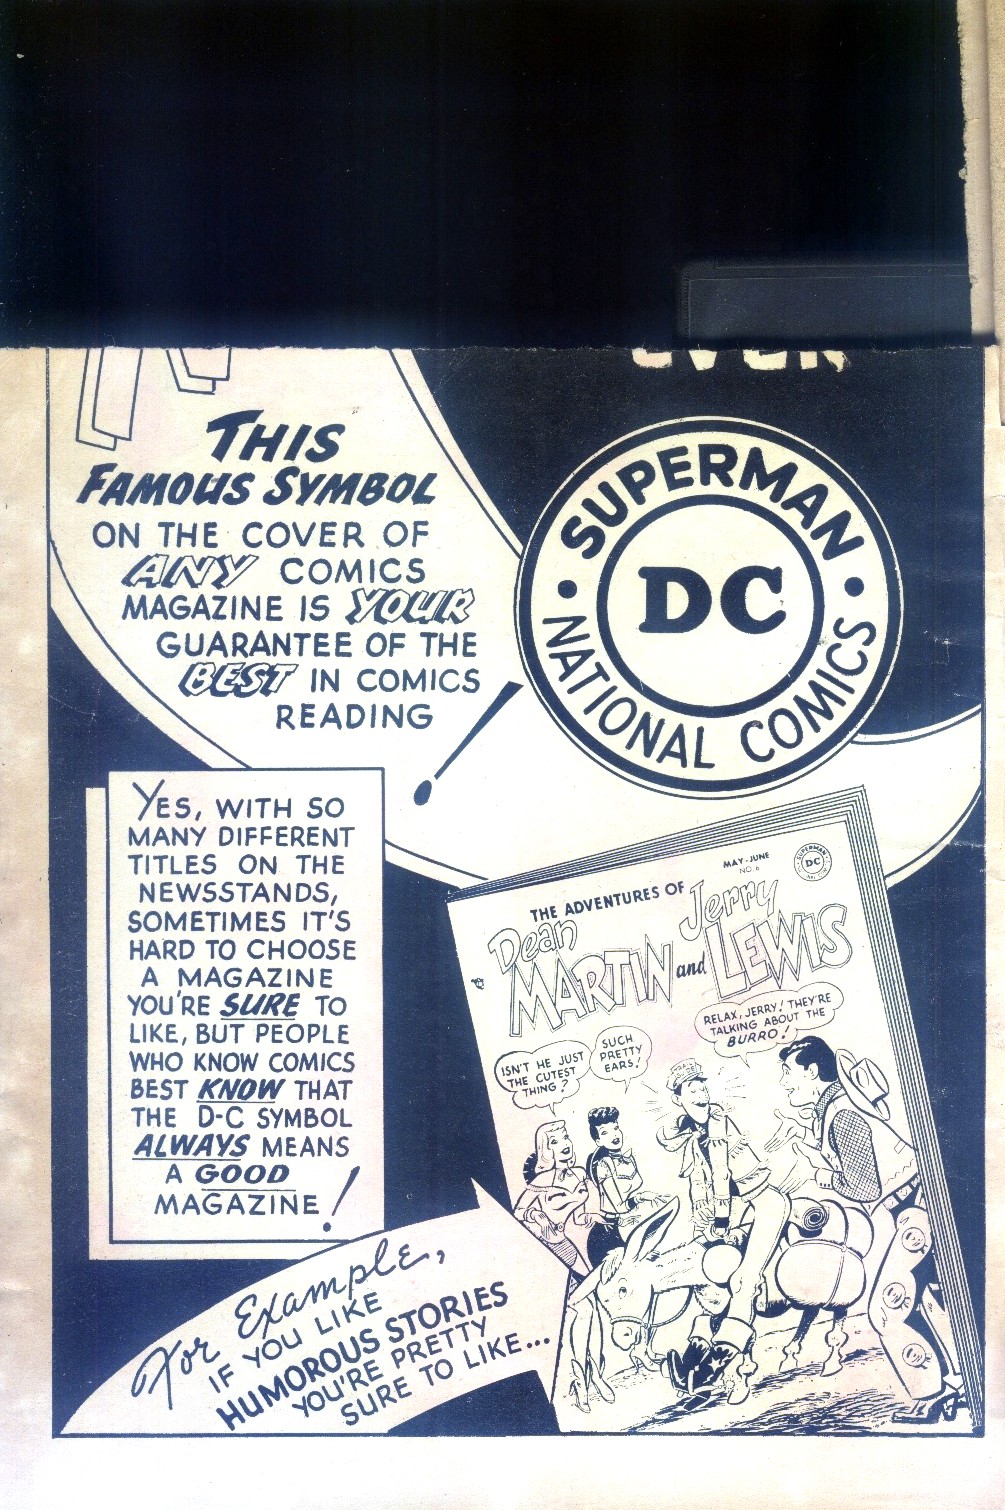 THIS
FAMOUS SYMBOL
ON THE COVER OF
ANY COMICS
MAGAZINE IS YOUR
GUARANTEE OF THE
BEST IN COMICS
READING!
SUPERMAN
DC
NATIONAL COMICS
YES, WITH SO
MANY DIFFERENT
TITLES ON THE
NEWSSTANDS,
SOMETIMES IT'S
HARD TO CHOOSE
A MAGAZINE
YOU'RE SURE TO
LIKE, BUT PEOPLE
WHO KNOW COMICS
BEST KNOW THAT
THE D-C SYMBOL
ALWAYS MEANS
A GOOD
MAGAZINE!
MAY-JUNE
NO. 6
SUPERMAN
DC
THE ADVENTURES OF
Dean Jerry
MARTIN and LEWIS
ISN'T HE JUST
THE CUTEST
THING?
SUCH
PRETTY
EARS!
RELAX, JERRY! THEY'RE
TALKING ABOUT THE
BURRO!
For Example,
IF YOU LIKE
HUMOROUS STORIES
YOU'RE PRETTY
SURE TO LIKE...